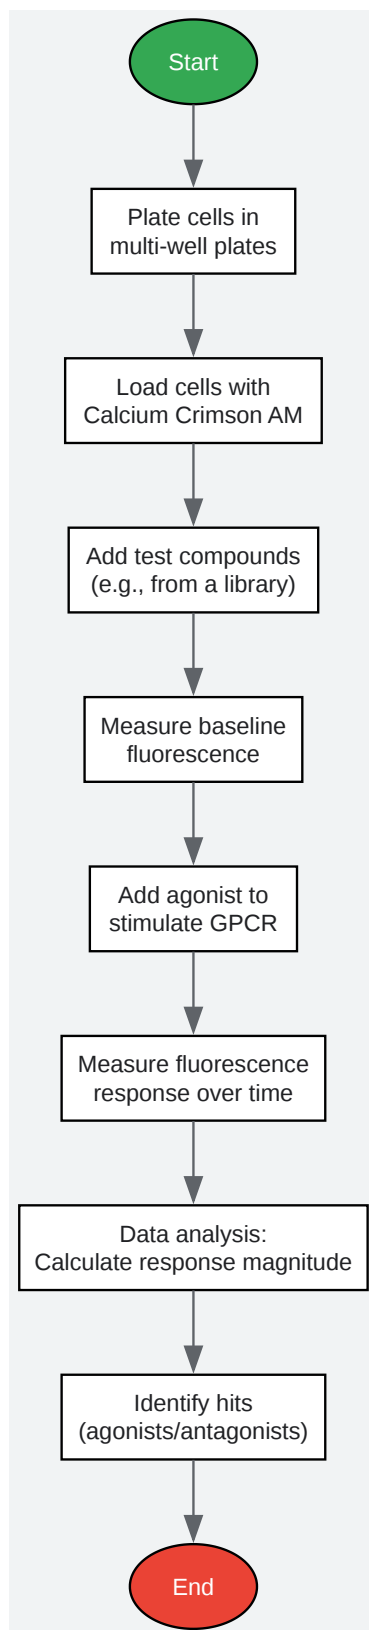 Start
Plate cells in
multi-well plates
Load cells with
Calcium Crimson AM
Add test compounds
(e.g., from a library)
Measure baseline
fluorescence
Add agonist to
stimulate GPCR
Measure fluorescence
response over time
Data analysis:
Calculate response magnitude
Identify hits
(agonists/antagonists)
End